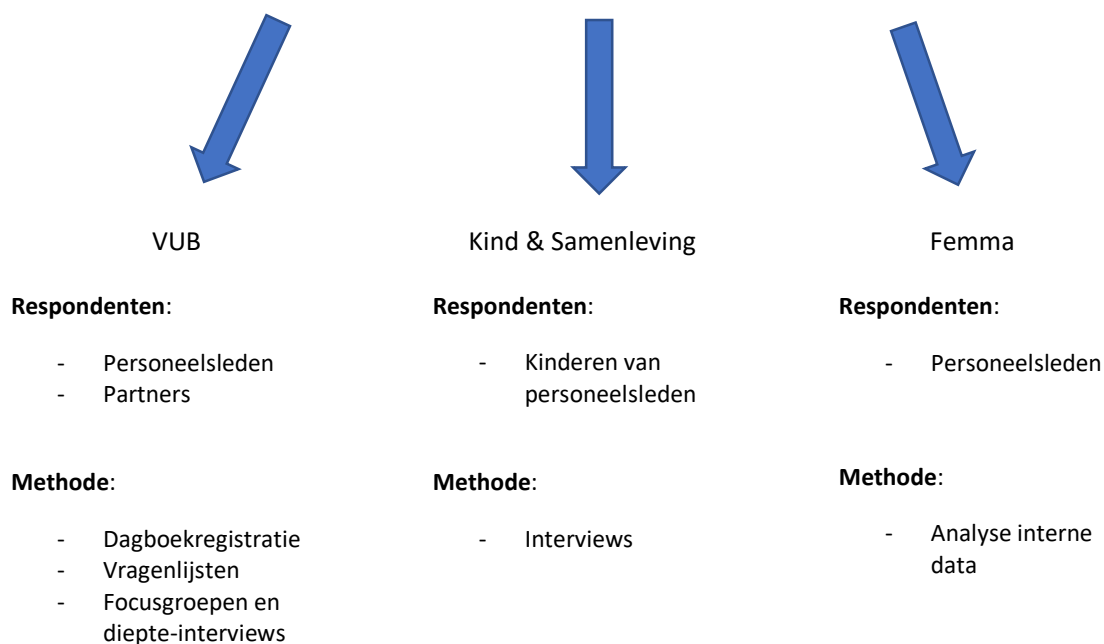 VUB
Respondenten:
- Personeelsleden
- Partners
Methode:
- Dagboekregistratie
- Vragenlijsten
- Focusgroepen en
diepte-interviews
Kind & Samenleving
Respondenten:
- Kinderen van
personeelsleden
Methode:
- Interviews
Femma
Respondenten:
- Personeelsleden
Methode:
- Analyse interne
data